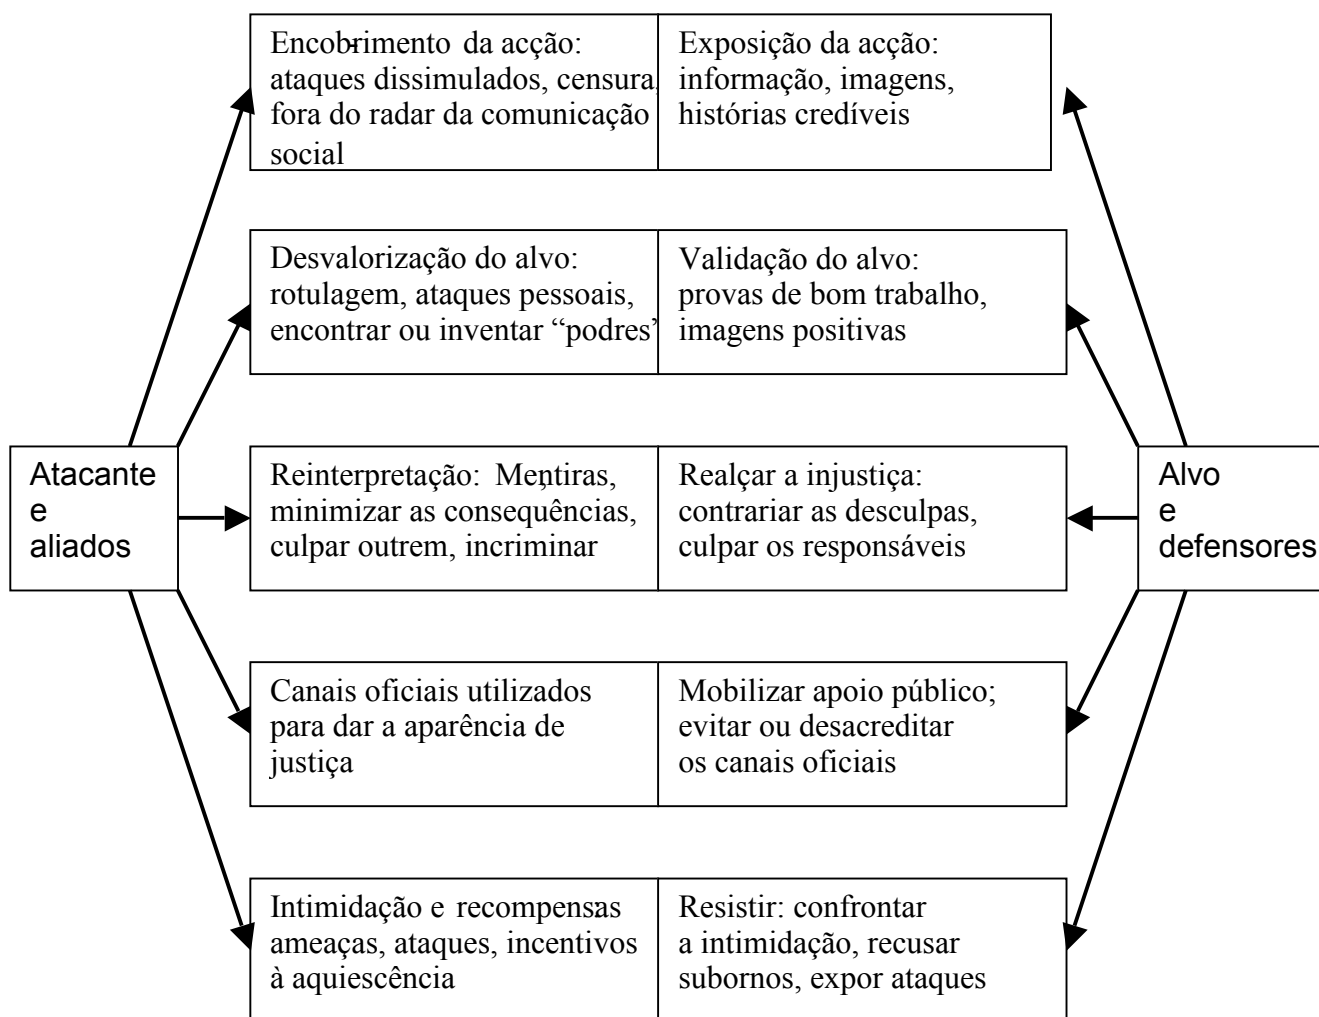 Encobrimento da acção:
ataques dissimulados, censura,
fora do radar da comunicação
social
Exposição da acção:
informação, imagens,
histórias credíveis
Desvalorização do alvo:
rotulagem, ataques pessoais,
encontrar ou inventar “podres”
Validação do alvo:
provas de bom trabalho,
imagens positivas
Atacante
e
aliados
Reinterpretação: Mentiras,
minimizar as consequências,
culpar outrem, incriminar
Realçar a injustiça:
contrariar as desculpas,
culpar os responsáveis
Alvo
e
defensores
Canais oficiais utilizados
para dar a aparência de
justiça
Mobilizar apoio público;
evitar ou desacreditar
os canais oficiais
Intimidação e recompensas:
ameaças, ataques, incentivos
à aquiescência
Resistir: confrontar
a intimidação, recusar
subornos, expor ataques